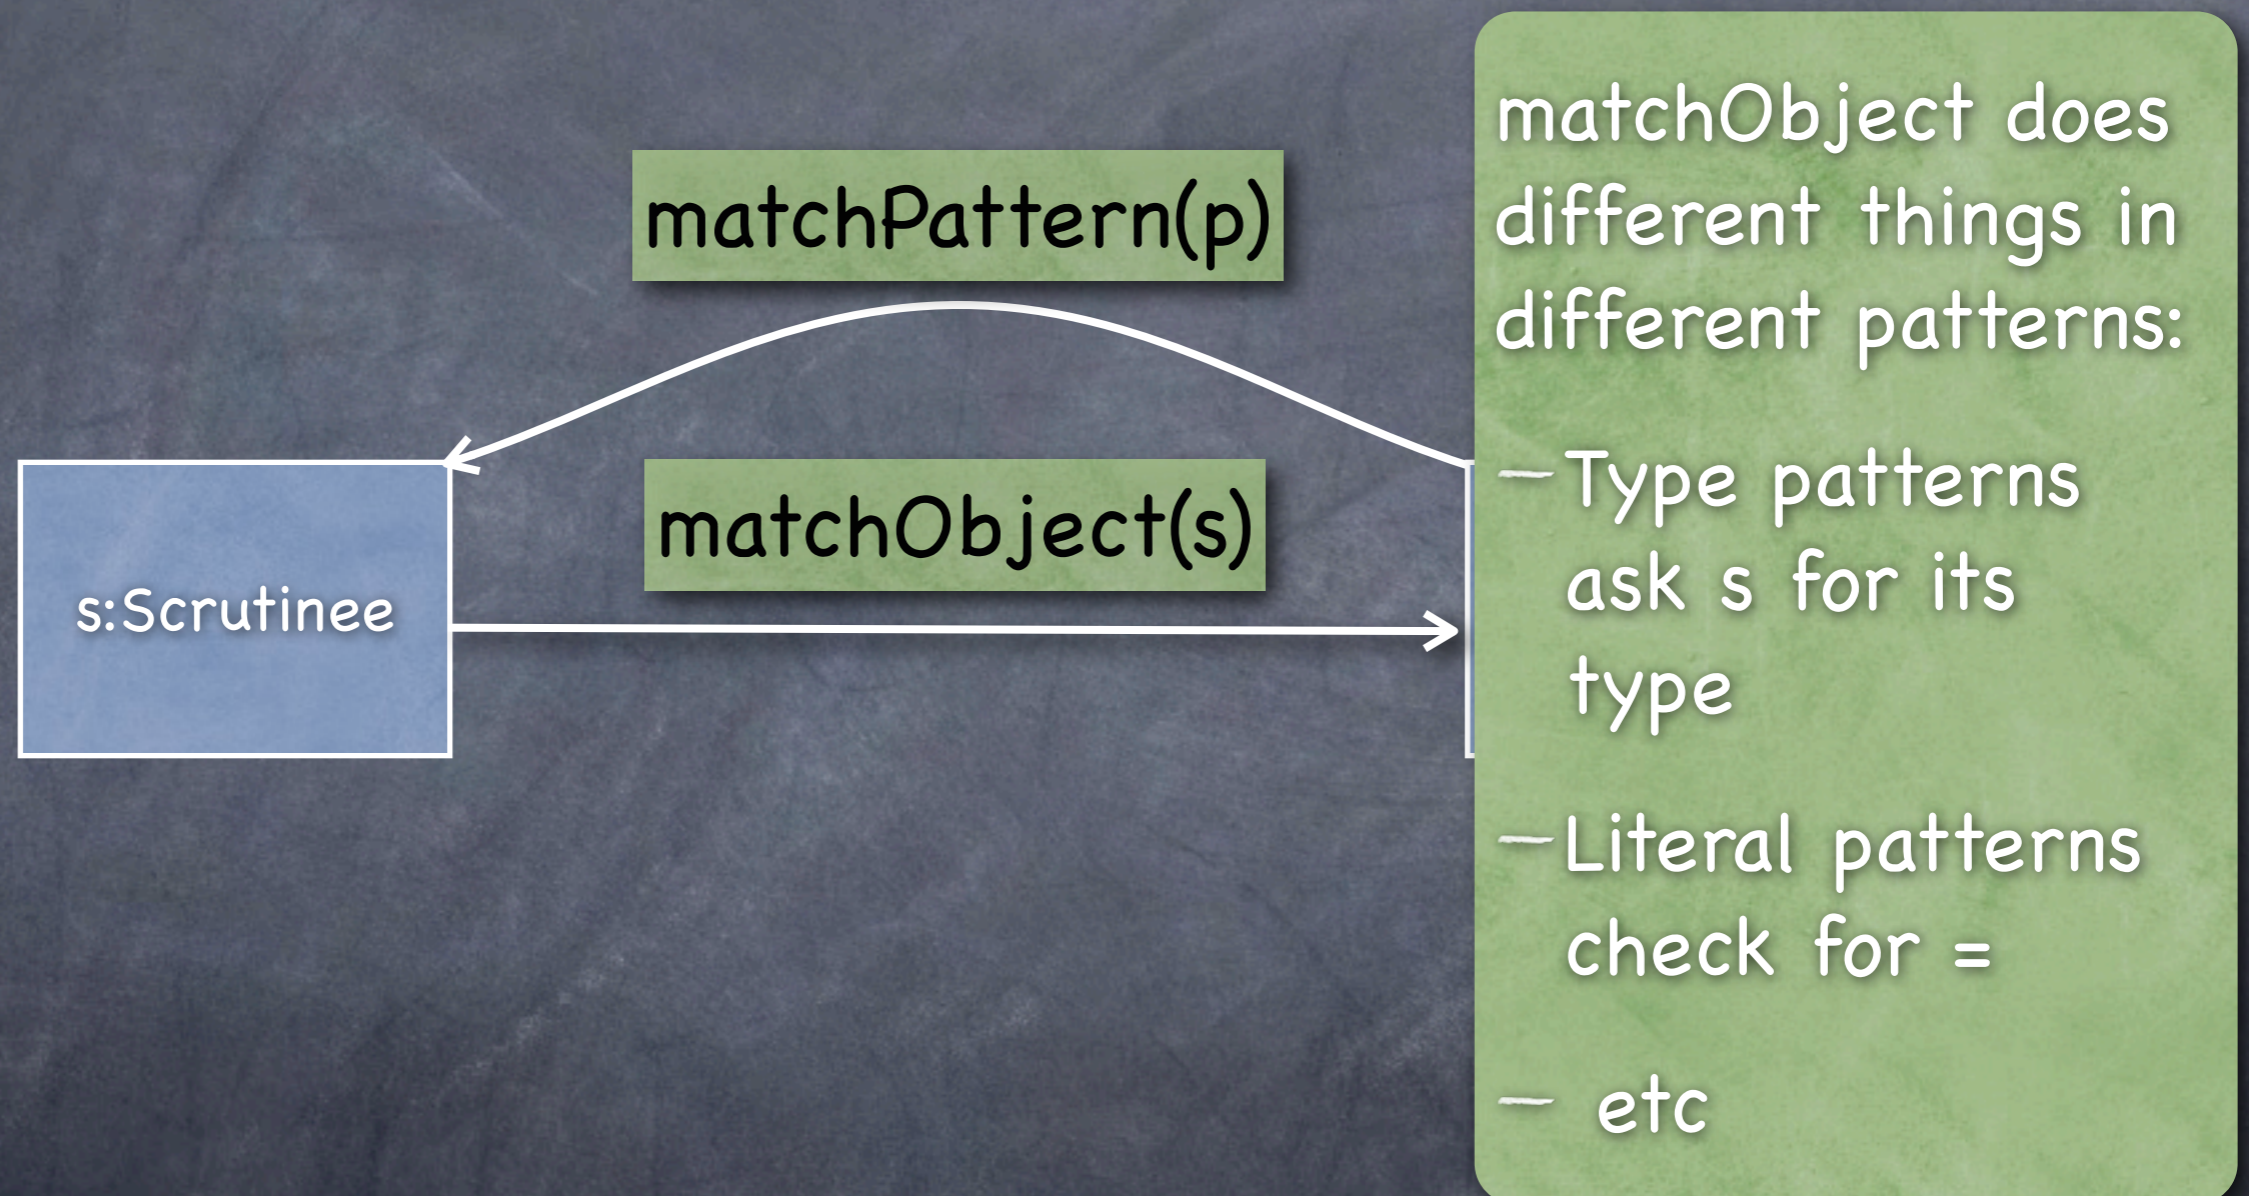 matchPattern(p)
matchObject(s)
s:Scrutinee
matchObject does
different things in
different patterns:
— Type patterns
ask s for its
type
— Literal patterns
check for =
— etc